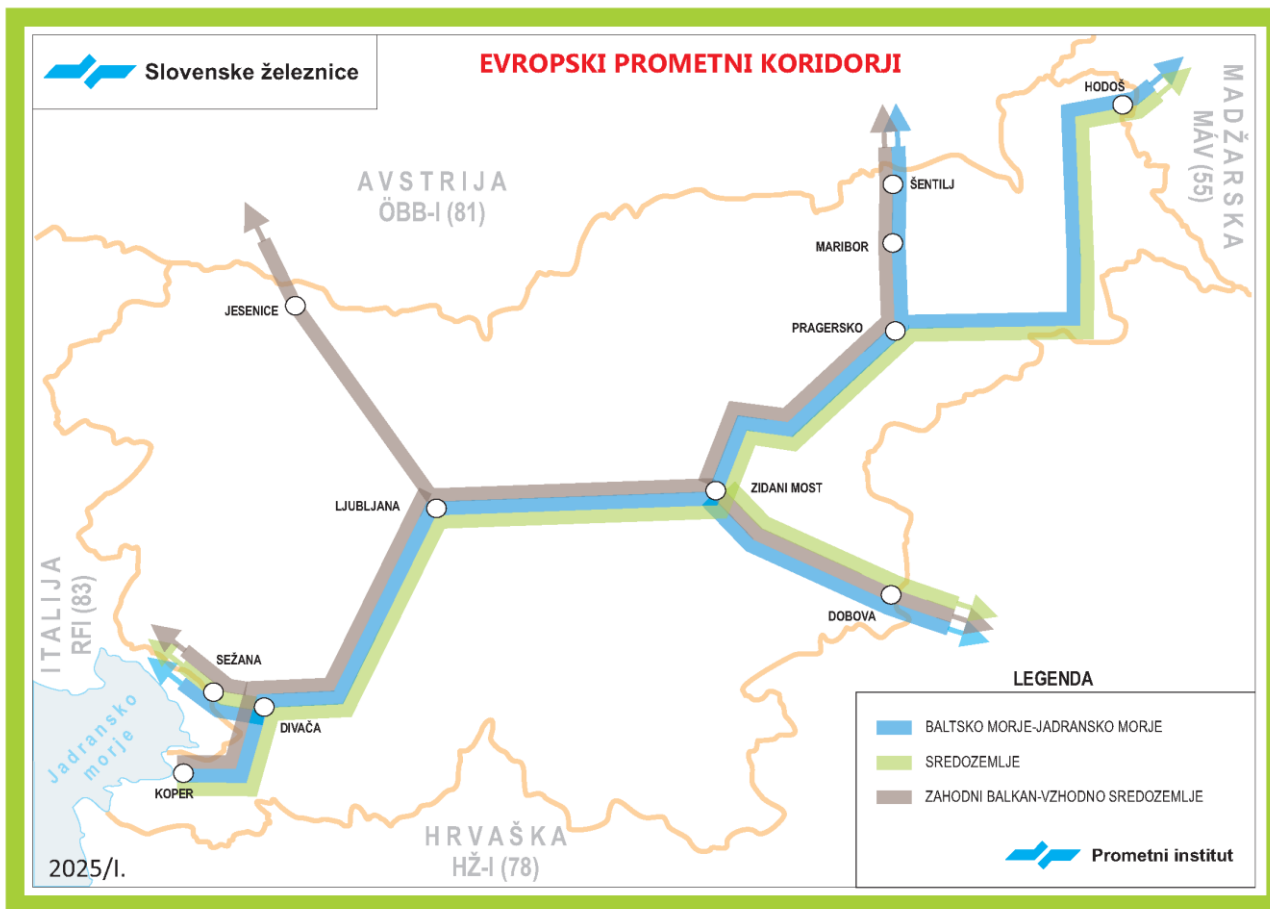 Slovenske železnice
EVROPSKI PROMETNI KORIDORJI
HODOŠ
MADŽARSKA
MÁV (55)
AVSTRIJA
ÖBB-I (81)
ŠENTILJ
MARIBOR
JESENICE
PRAGERSKO
ZIDANI MOST
LJUBLJANA
ITALIJA
RFI (83)
DOBOVA
SEŽANA
LEGENDA
DIVAČA
Jadransko
morje
BALTSKO MORJE-JADRANSKO MORJE
SREDOZEMLJE
KOPER
ZAHODNI BALKAN-VZHODNO SREDOZEMLJE
HRVAŠKA
HŽ-I (78)
Prometni institut
2025/I.